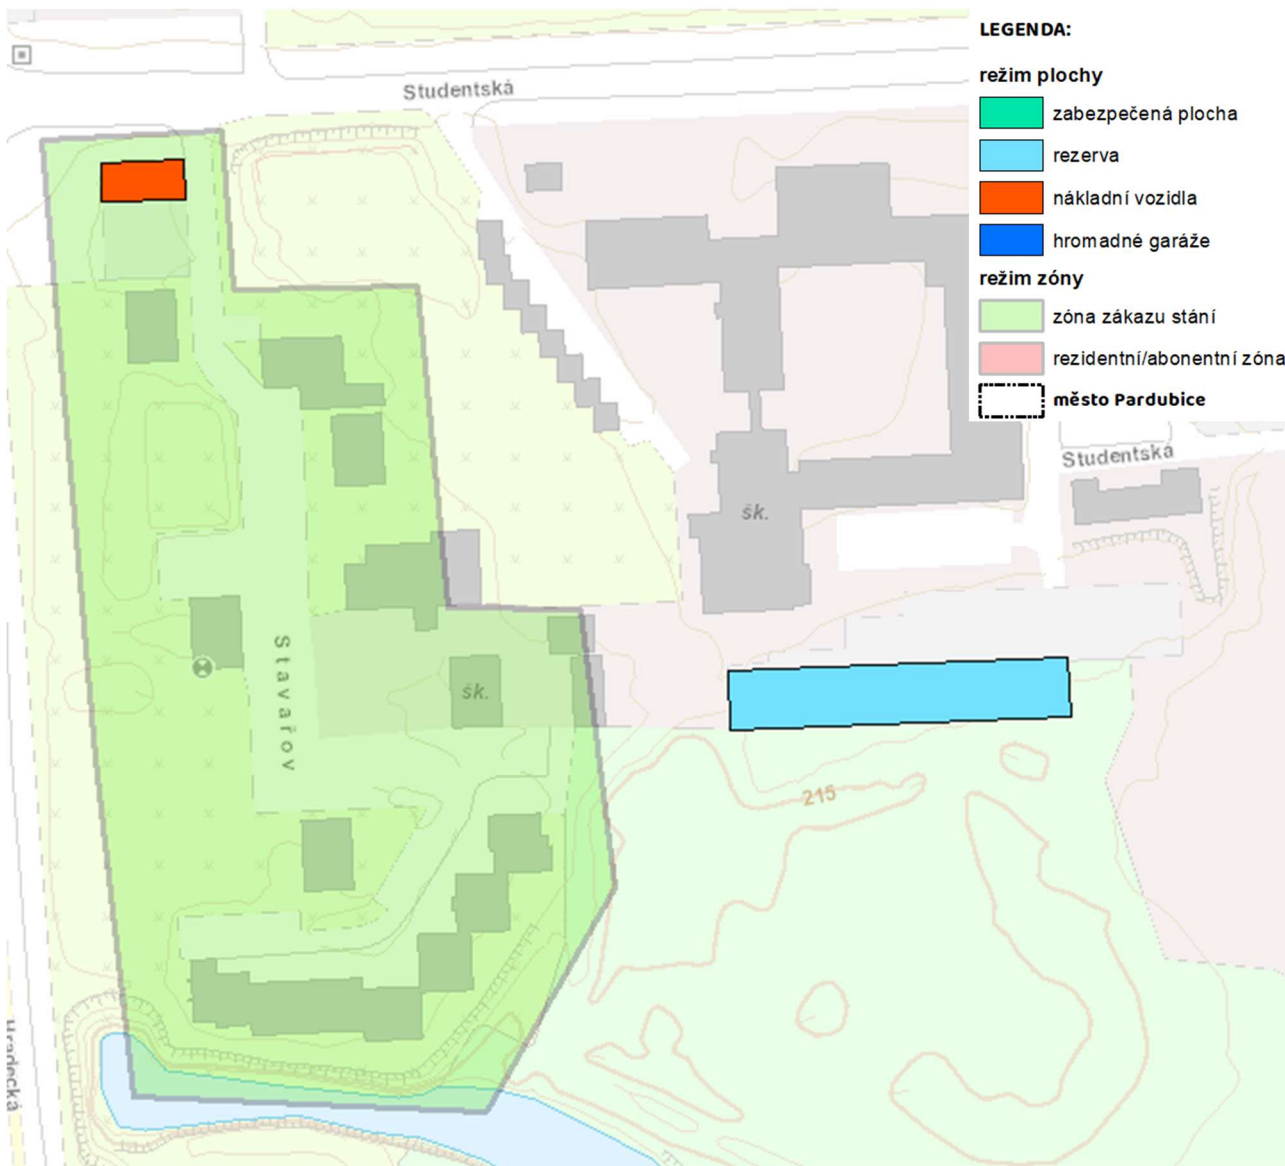 LEGENDA:
režim plochy
zabezpečená plocha
rezerva
nákladní vozidla
hromadné garáže
režim zóny
zóna zákazu stání
rezidentní/abonentní zóna
město Pardubice
Studentská
Studentská
šk.
šk.
Stavařov
215
Hradecká